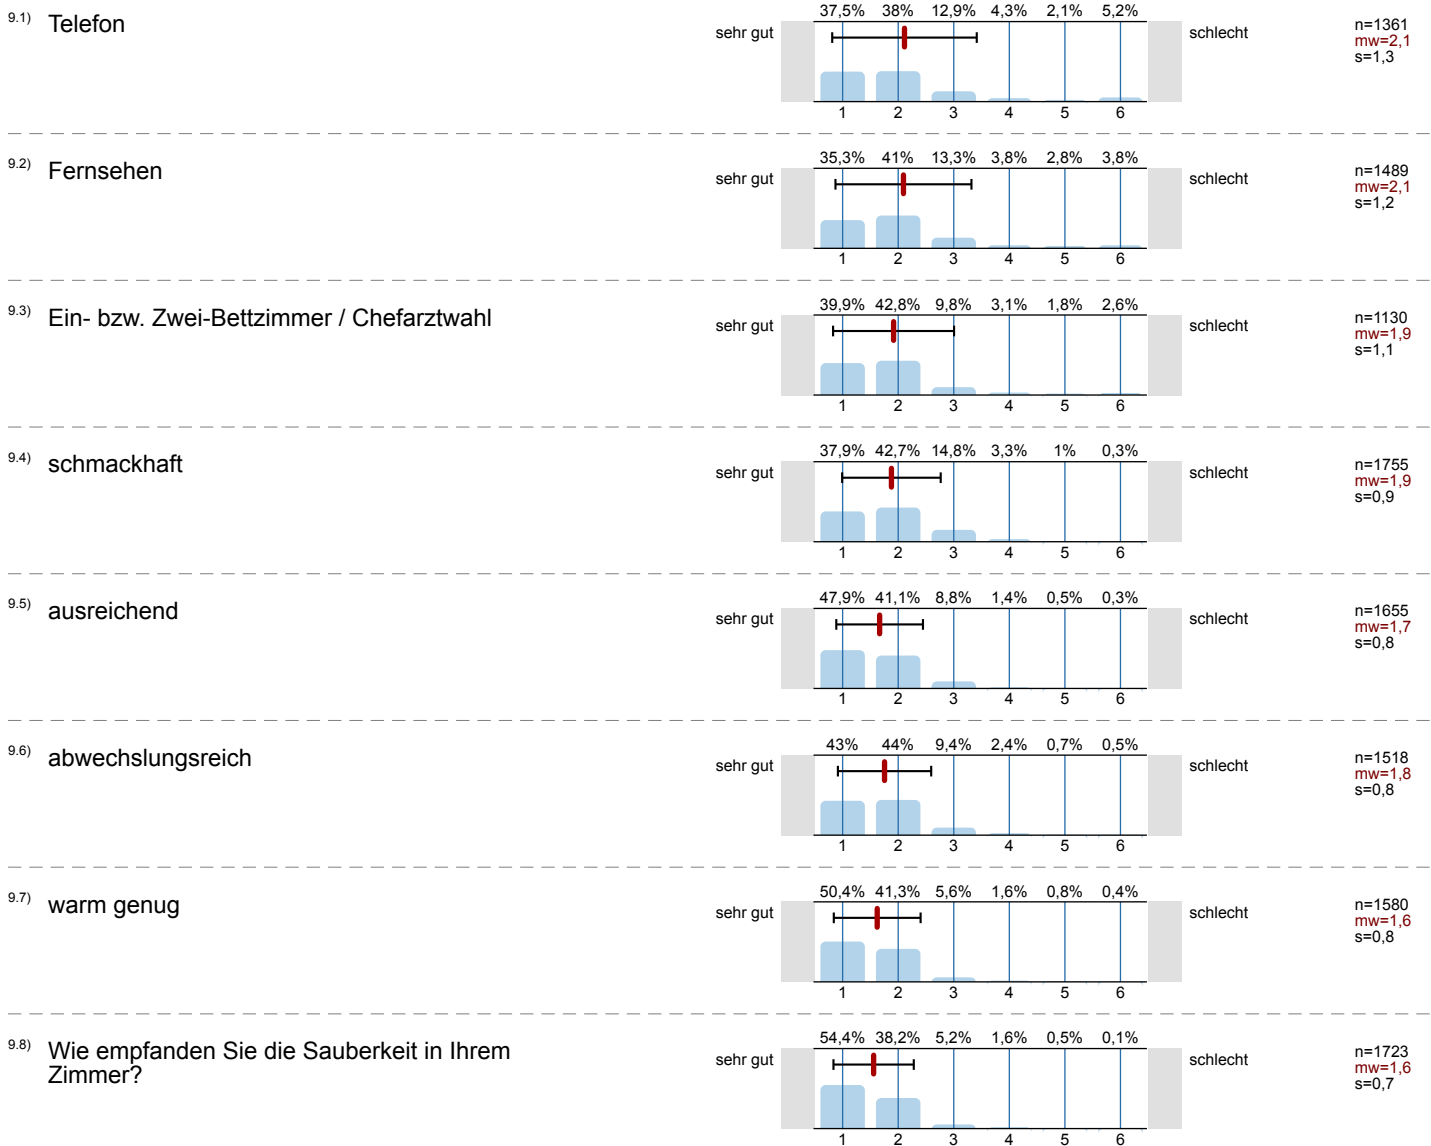 9.1) Telefon
37,5% 38% 12,9% 4,3% 2,1% 5,2%
sehr gut
schlecht
n=1361
mw=2,1
s=1,3
1 2 3 4 5 6
9.2) Fernsehen
35,3% 41% 13,3% 3,8% 2,8% 3,8%
sehr gut
schlecht
n=1489
mw=2,1
s=1,2
1 2 3 4 5 6
9.3) Ein- bzw. Zwei-Bettzimmer / Chefarztwahl
39,9% 42,8% 9,8% 3,1% 1,8% 2,6%
sehr gut
schlecht
n=1130
mw=1,9
s=1,1
1 2 3 4 5 6
9.4) schmackhaft
37,9% 42,7% 14,8% 3,3% 1% 0,3%
sehr gut
schlecht
n=1755
mw=1,9
s=0,9
1 2 3 4 5 6
9.5) ausreichend
47,9% 41,1% 8,8% 1,4% 0,5% 0,3%
sehr gut
schlecht
n=1655
mw=1,7
s=0,8
1 2 3 4 5 6
9.6) abwechslungsreich
43% 44% 9,4% 2,4% 0,7% 0,5%
sehr gut
schlecht
n=1518
mw=1,8
s=0,8
1 2 3 4 5 6
9.7) warm genug
50,4% 41,3% 5,6% 1,6% 0,8% 0,4%
sehr gut
schlecht
n=1580
mw=1,6
s=0,8
1 2 3 4 5 6
9.8) Wie empfanden Sie die Sauberkeit in Ihrem
Zimmer?
54,4% 38,2% 5,2% 1,6% 0,5% 0,1%
sehr gut
schlecht
n=1723
mw=1,6
s=0,7
1 2 3 4 5 6